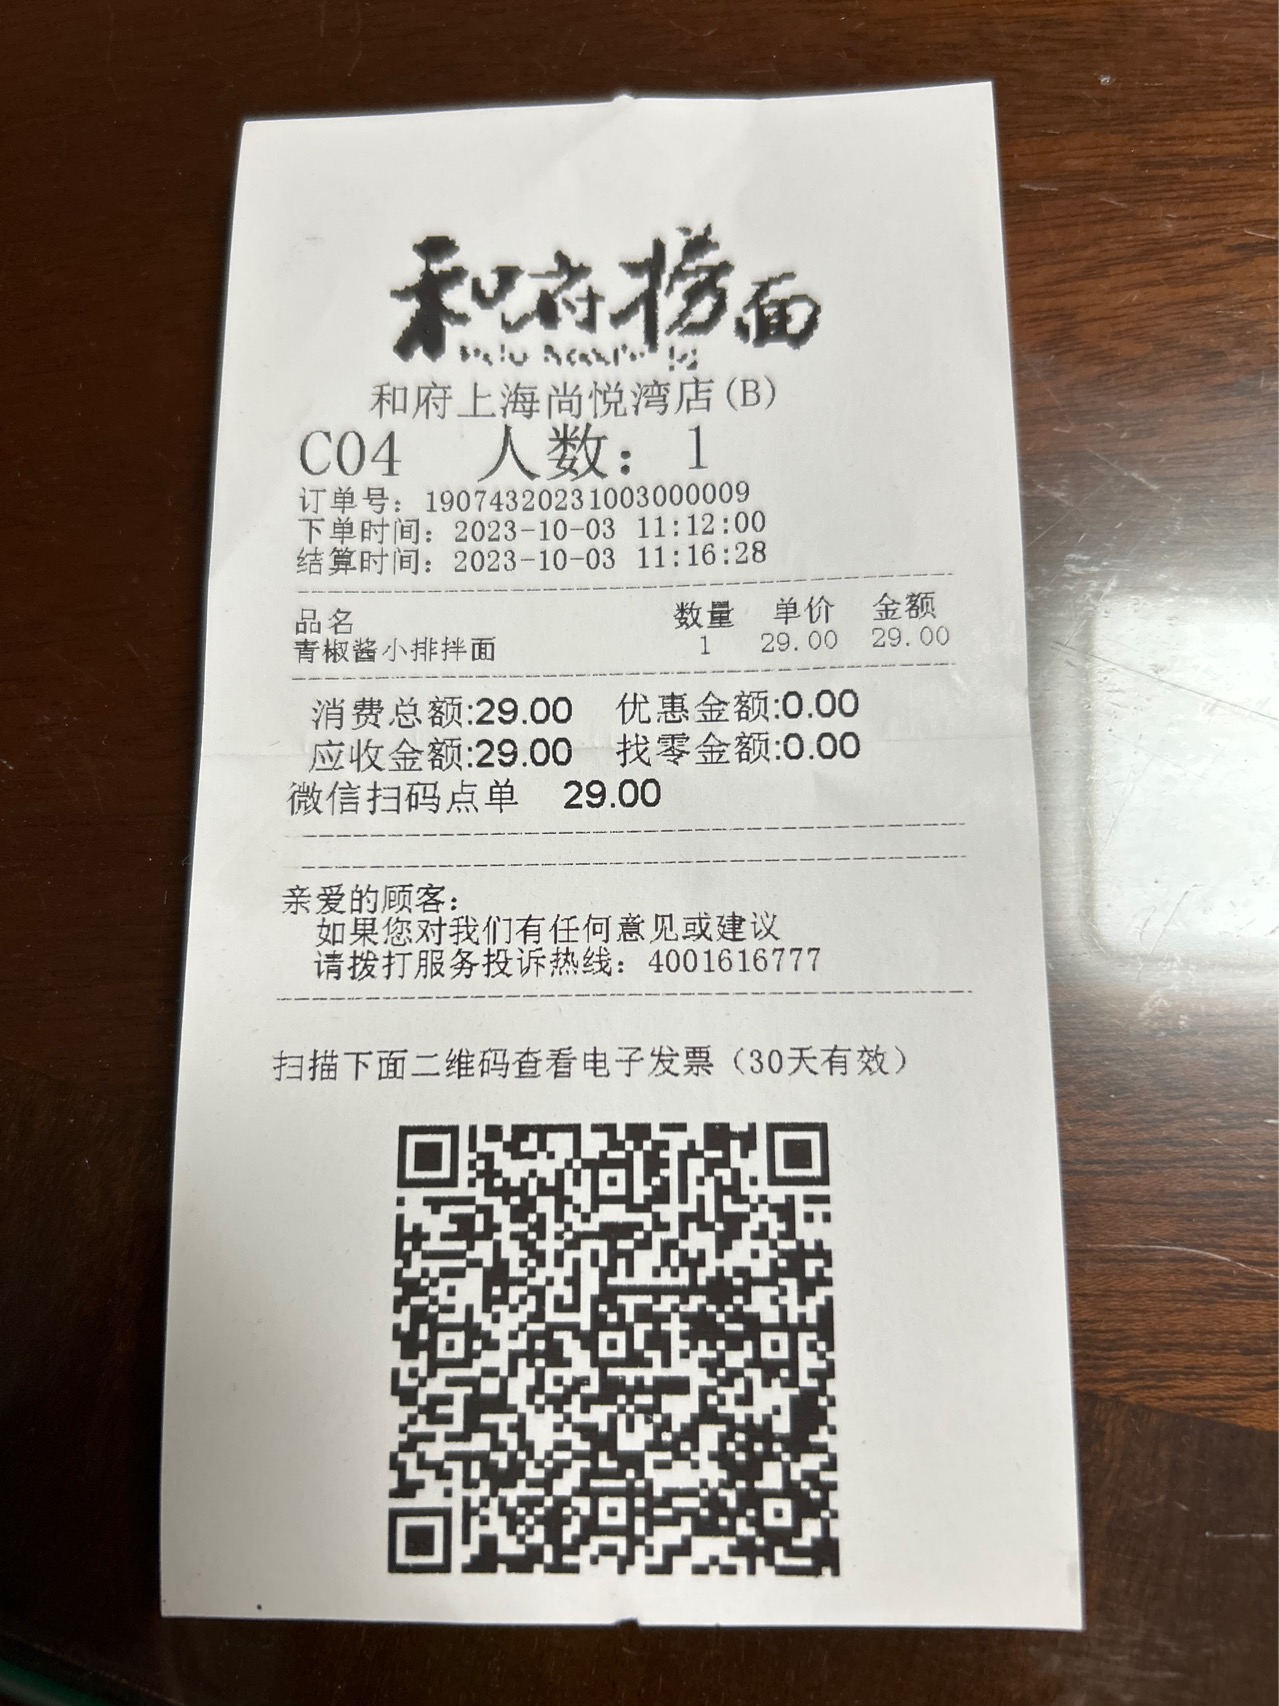 和府捞面
和府上海尚悦湾店(B)
C04 人数：1
订单号：19074320231003000009
下单时间：2023-10-03 11:12:00
结算时间：2023-10-03 11:16:28
品名 数量 单价 金额
青椒酱小排拌面 1 29.00 29.00
消费总额:29.00 优惠金额:0.00
应收金额:29.00 找零金额:0.00
微信扫码点单 29.00
亲爱的顾客：
如果您对我们有任何意见或建议
请拨打服务投诉热线：4001616777
扫描下面二维码查看电子发票（30天有效）